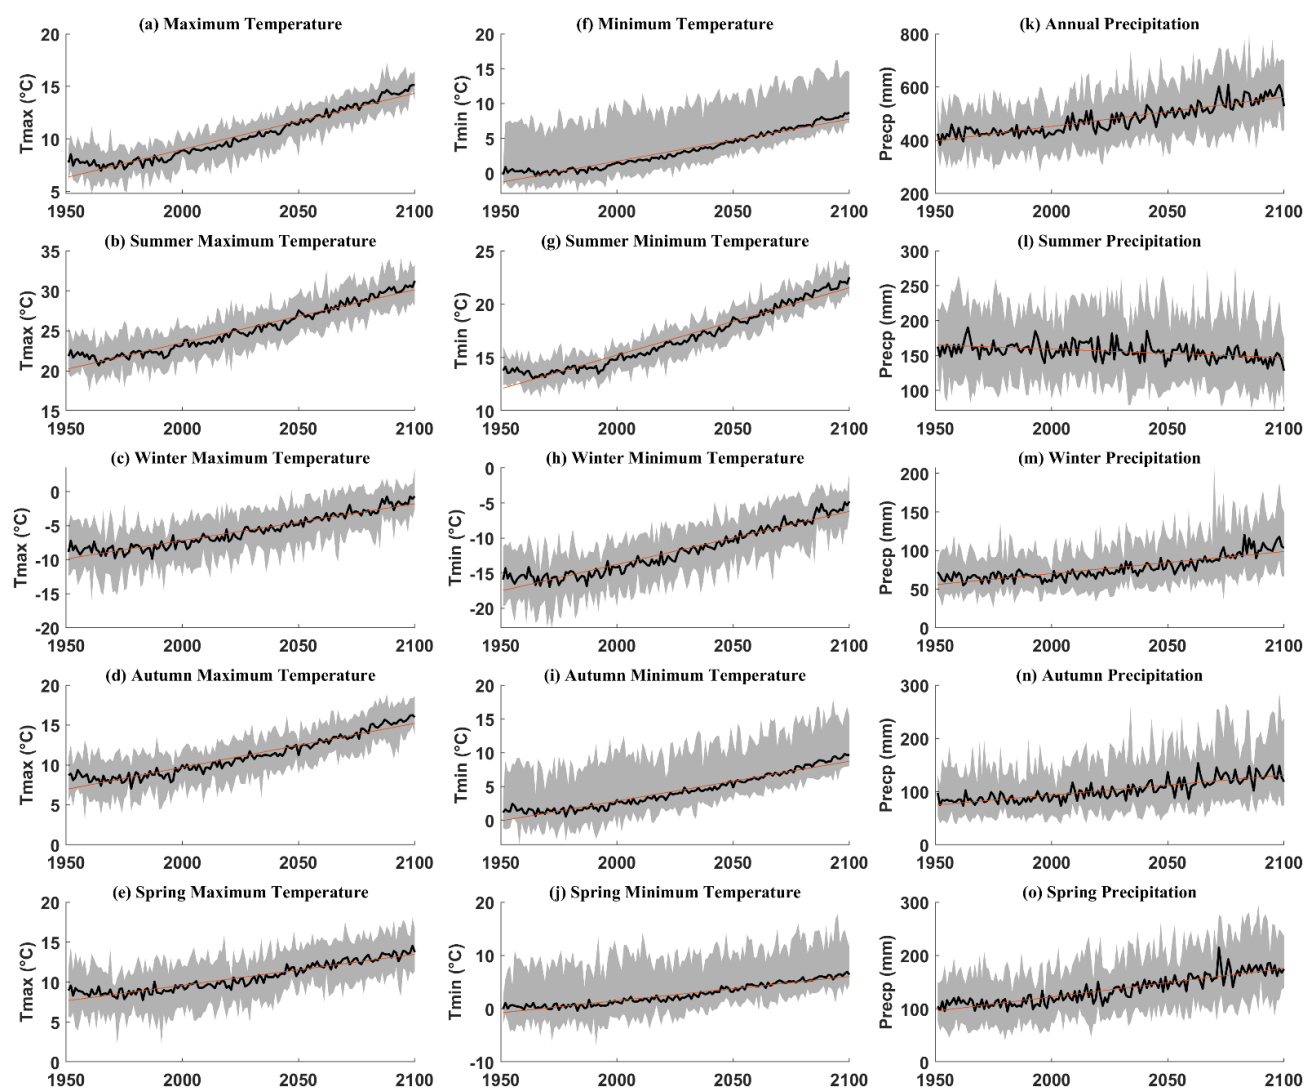 (a) Maximum Temperature
Tmax (°C)
20
15
10
5
1950 2000 2050 2100
(f) Minimum Temperature
Tmin (°C)
20
15
10
5
0
1950 2000 2050 2100
(k) Annual Precipitation
Precp (mm)
800
600
400
200
1950 2000 2050 2100
(b) Summer Maximum Temperature
Tmax (°C)
35
30
25
20
15
1950 2000 2050 2100
(g) Summer Minimum Temperature
Tmin (°C)
25
20
15
10
1950 2000 2050 2100
(l) Summer Precipitation
Precp (mm)
300
250
200
150
100
1950 2000 2050 2100
(c) Winter Maximum Temperature
Tmax (°C)
0
-5
-10
-15
-20
1950 2000 2050 2100
(h) Winter Minimum Temperature
Tmin (°C)
0
-5
-10
-15
-20
1950 2000 2050 2100
(m) Winter Precipitation
Precp (mm)
200
150
100
50
0
1950 2000 2050 2100
(d) Autumn Maximum Temperature
Tmax (°C)
20
15
10
5
0
1950 2000 2050 2100
(i) Autumn Minimum Temperature
Tmin (°C)
20
15
10
5
0
1950 2000 2050 2100
(n) Autumn Precipitation
Precp (mm)
300
200
100
0
1950 2000 2050 2100
(e) Spring Maximum Temperature
Tmax (°C)
20
15
10
5
0
1950 2000 2050 2100
(j) Spring Minimum Temperature
Tmin (°C)
20
10
0
-10
1950 2000 2050 2100
(o) Spring Precipitation
Precp (mm)
300
200
100
0
1950 2000 2050 2100